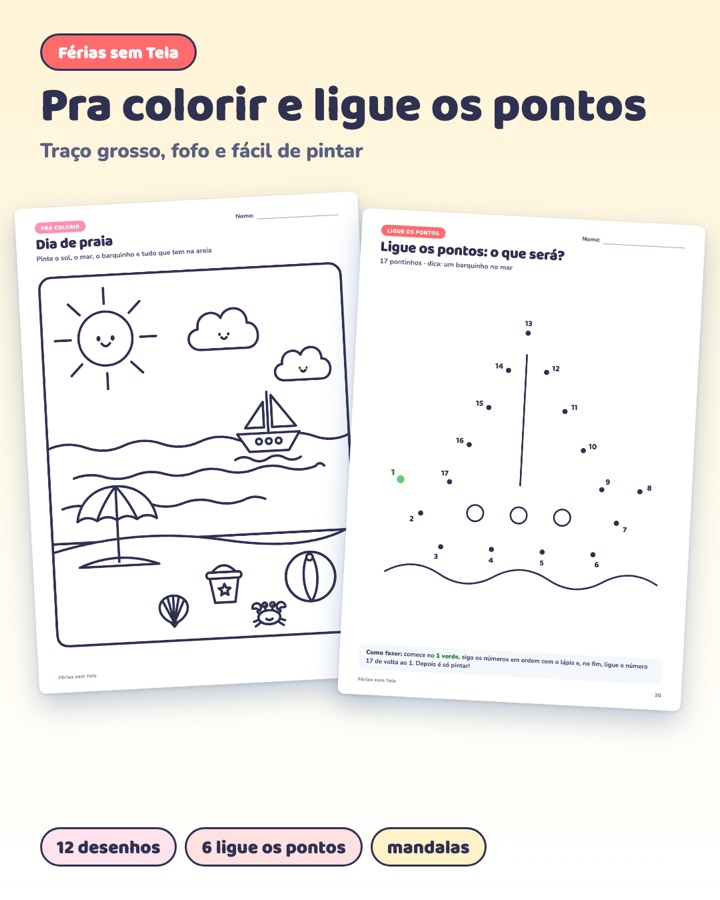 Férias sem Tela
Pra colorir e ligue os pontos
Traço grosso, fofo e fácil de pintar
PRA COLORIR
Nome:
Dia de praia
Pinte o sol, o mar, o barquinho e tudo que tem na areia
Férias sem Tela
LIGUE OS PONTOS
Nome:
Ligue os pontos: o que será?
17 pontinhos · dica: um barquinho no mar
13
14
12
15
11
16
10
1
17
9
8
2
7
3
4
5
6
Como fazer: comece no 1 verde, siga os números em ordem com o lápis e, no fim, ligue o número
17 de volta ao 1. Depois é só pintar!
Férias sem Tela
30
12 desenhos
6 ligue os pontos
mandalas